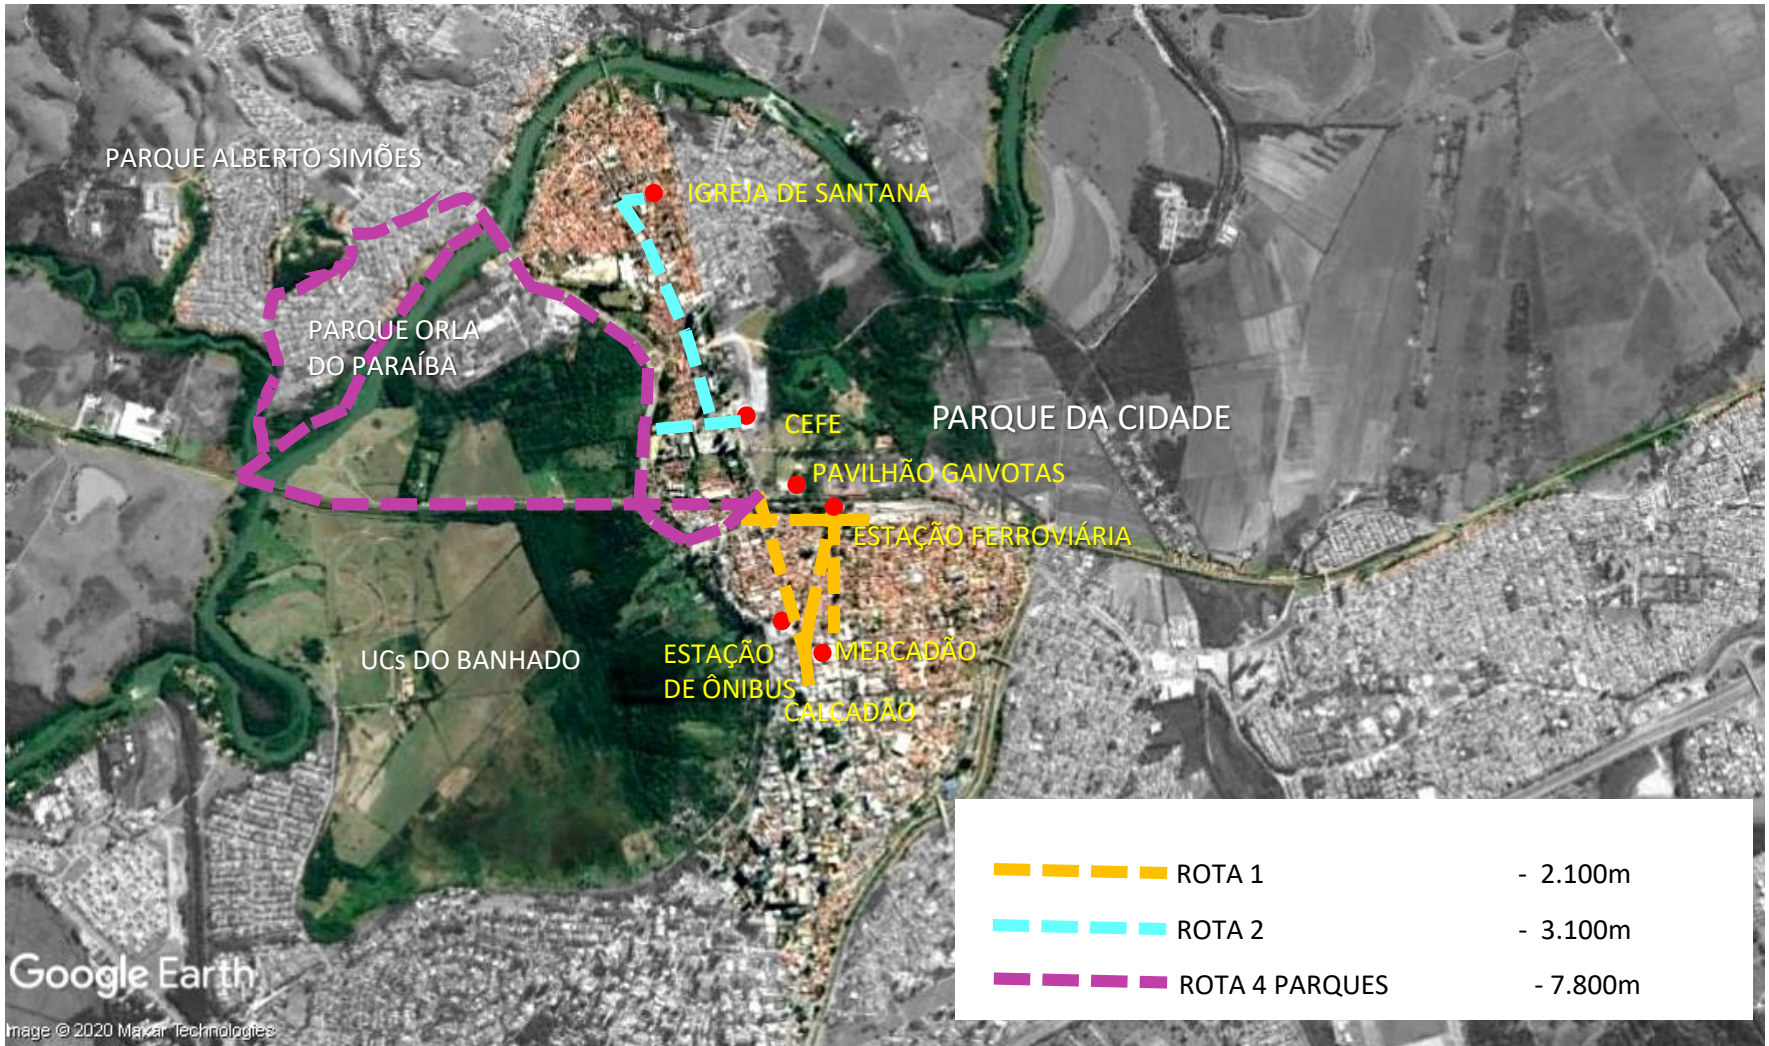 PARQUE ALBERTO SIMÕES
IGREJA DE SANTANA
PARQUE ORLA
DO PARAÍBA
CEFE
PARQUE DA CIDADE
PAVILHÃO GAIVOTAS
ESTAÇÃO FERROVIÁRIA
UCs DO BANHADO
ESTAÇÃO
DE ÔNIBUS
MERCADÃO
CALÇADÃO
ROTA 1 - 2.100m
ROTA 2 - 3.100m
ROTA 4 PARQUES - 7.800m
Google Earth
Image © 2020 Maxar Technologies